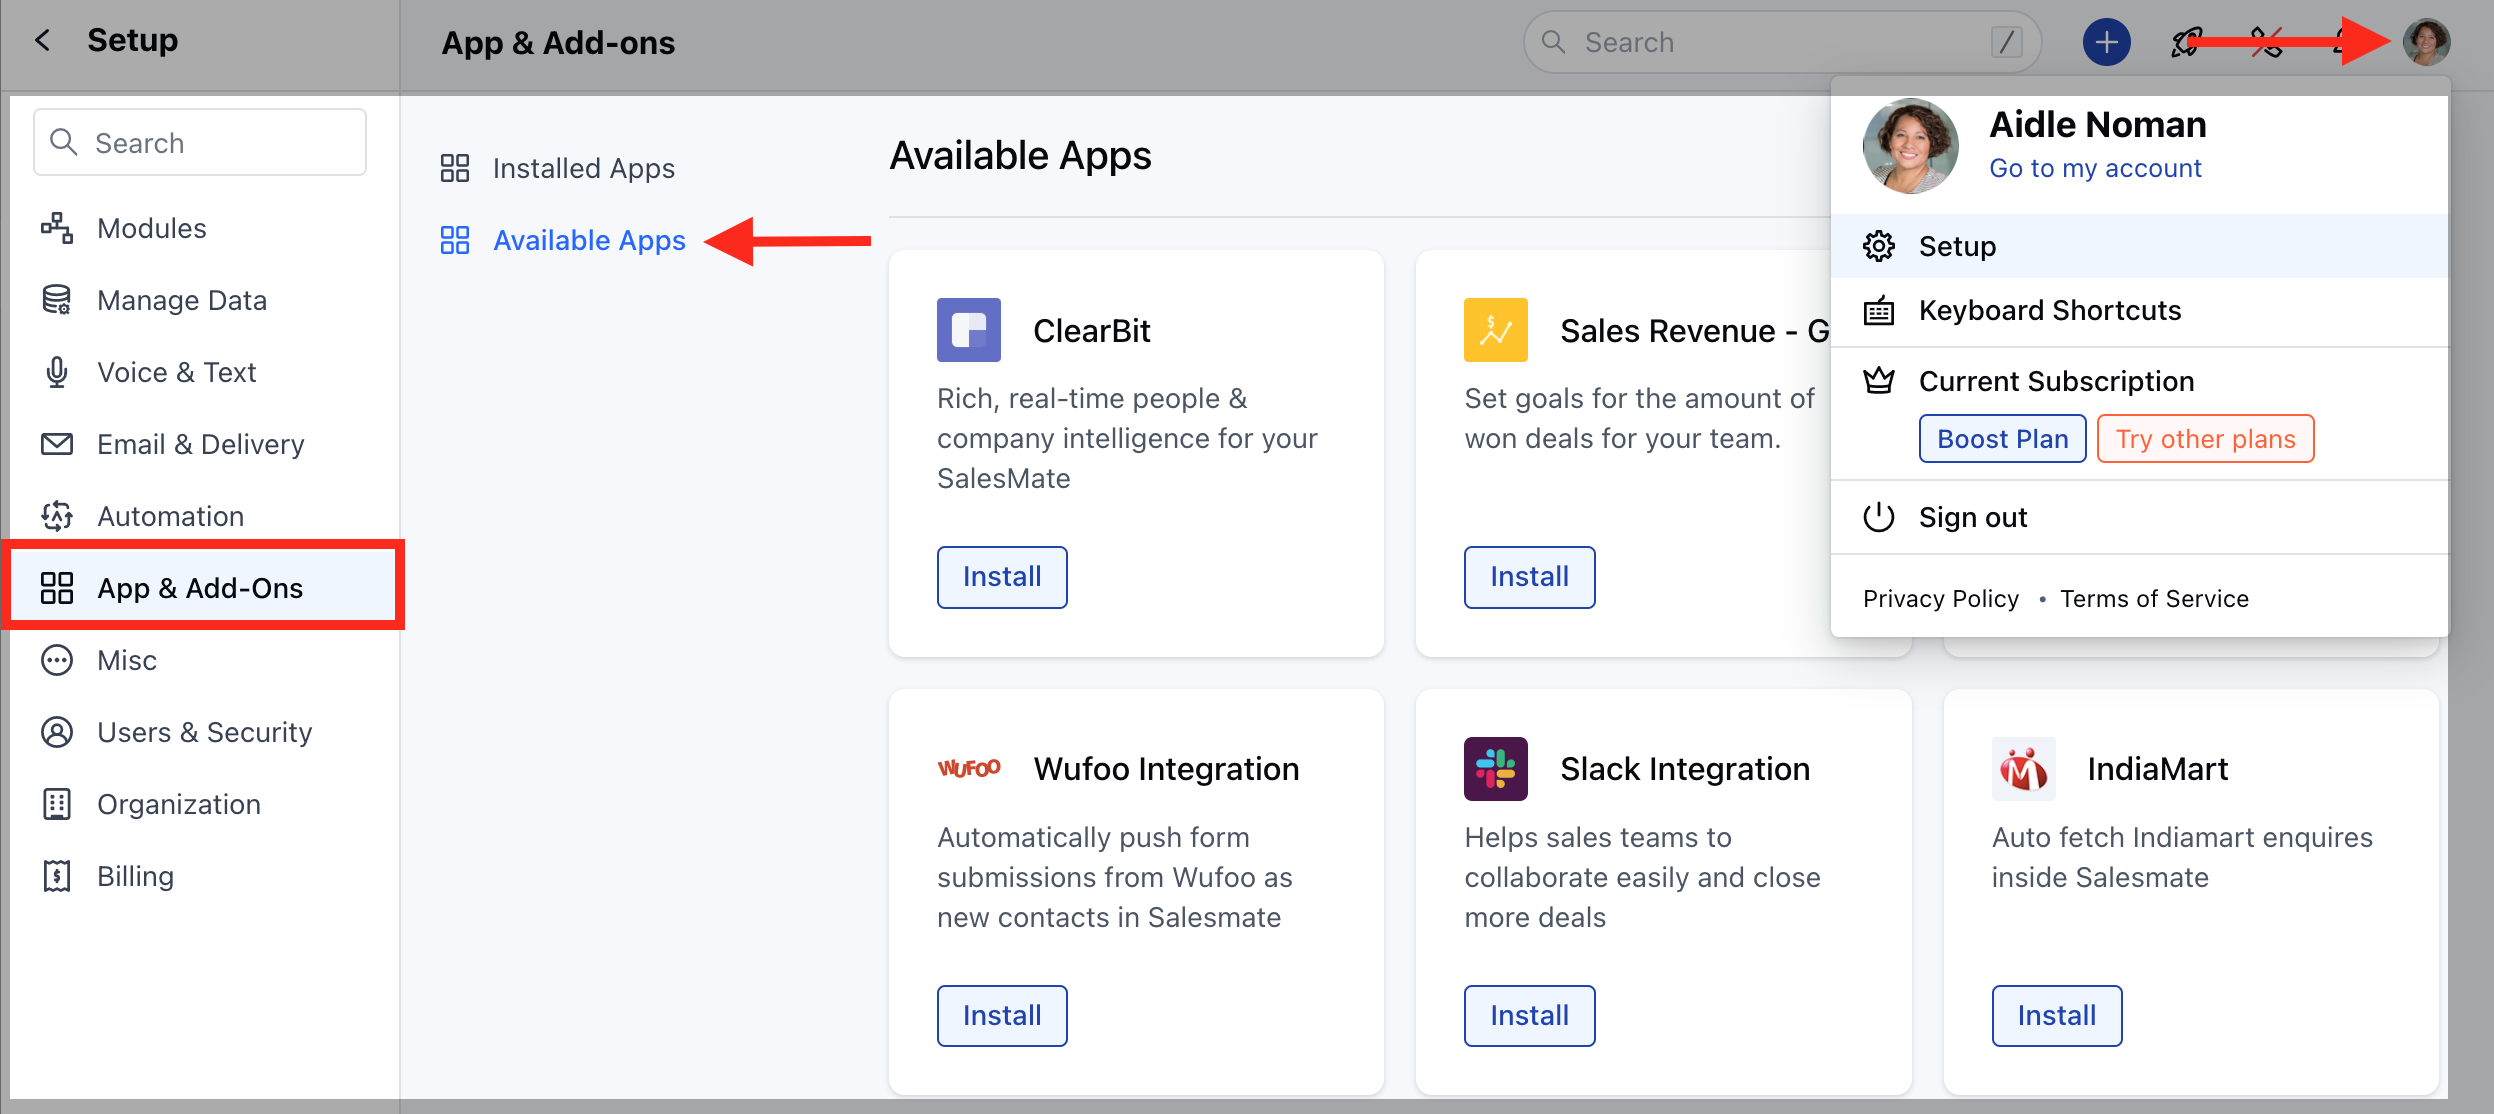 Setup
App & Add-ons
Search
/
Search
Modules
Manage Data
Voice & Text
Email & Delivery
Automation
App & Add-Ons
Misc
Users & Security
Organization
Billing
Installed Apps
Available Apps
Available Apps
ClearBit
Rich, real-time people &
company intelligence for your
SalesMate
Install
Sales Revenue - G
Set goals for the amount of
won deals for your team.
Install
Aidle Noman
Go to my account
Setup
Keyboard Shortcuts
Current Subscription
Boost Plan
Try other plans
Sign out
Privacy Policy • Terms of Service
WUFOO
Wufoo Integration
Automatically push form
submissions from Wufoo as
new contacts in Salesmate
Install
Slack Integration
Helps sales teams to
collaborate easily and close
more deals
Install
M
IndiaMart
Auto fetch Indiamart enquires
inside Salesmate
Install